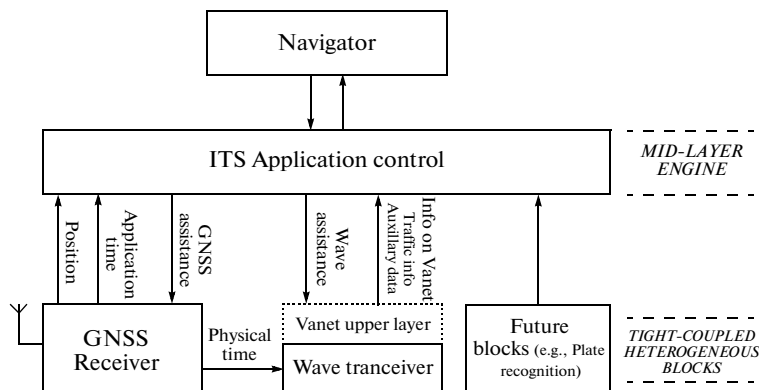 Navigator
ITS Application control
MID-LAYER
ENGINE
Position
Application
time
GNSS
assistance
Wave
assistance
Info on Vanet
Traffic info
Auxillary data
GNSS
Receiver
Physical
time
Vanet upper layer
Wave tranceiver
Future
blocks (e.g., Plate
recognition)
TIGHT-COUPLED
HETEROGENEOUS
BLOCKS